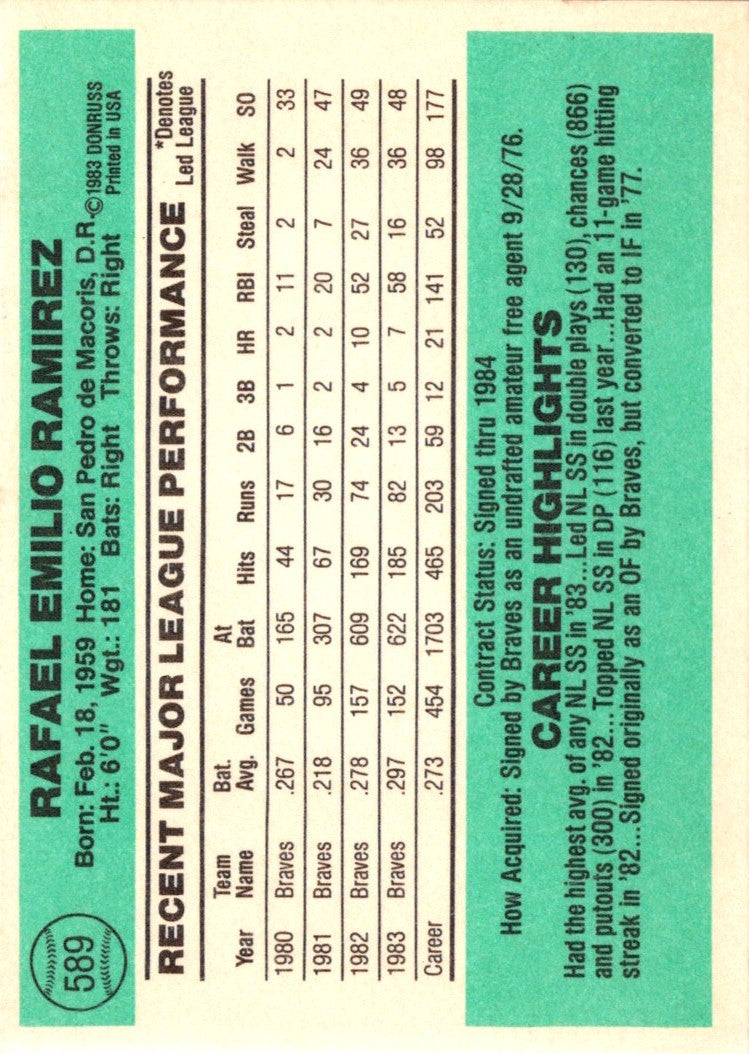 589
RAFAEL EMILIO RAMIREZ
Born: Feb. 18, 1959 Home: San Pedro de Macoris, D.R.
Ht.: 6'0" Wgt.: 181 Bats: Right Throws: Right
©1983 DONRUSS
Printed in USA
RECENT MAJOR LEAGUE PERFORMANCE
*Denotes
Led League
Year Team Name Bat. Avg. Games At Bat Hits Runs 2B 3B HR RBI Steal Walk SO
1980 Braves .267 50 165 44 17 6 1 2 11 2 2 33
1981 Braves .218 95 307 67 30 16 2 2 20 7 24 47
1982 Braves .278 157 609 169 74 24 4 10 52 27 36 49
1983 Braves .297 152 622 185 82 13 5 7 58 16 36 48
Career .273 454 1703 465 203 59 12 21 141 52 98 177
Contract Status: Signed thru 1984
How Acquired: Signed by Braves as an undrafted amateur free agent 9/28/76.
CAREER HIGHLIGHTS
Had the highest avg. of any NL SS in '83...Led NL SS in double plays (130), chances (866)
and putouts (300) in '82...Topped NL SS in DP (116) last year...Had an 11-game hitting
streak in '82...Signed originally as an OF by Braves, but converted to IF in '77.